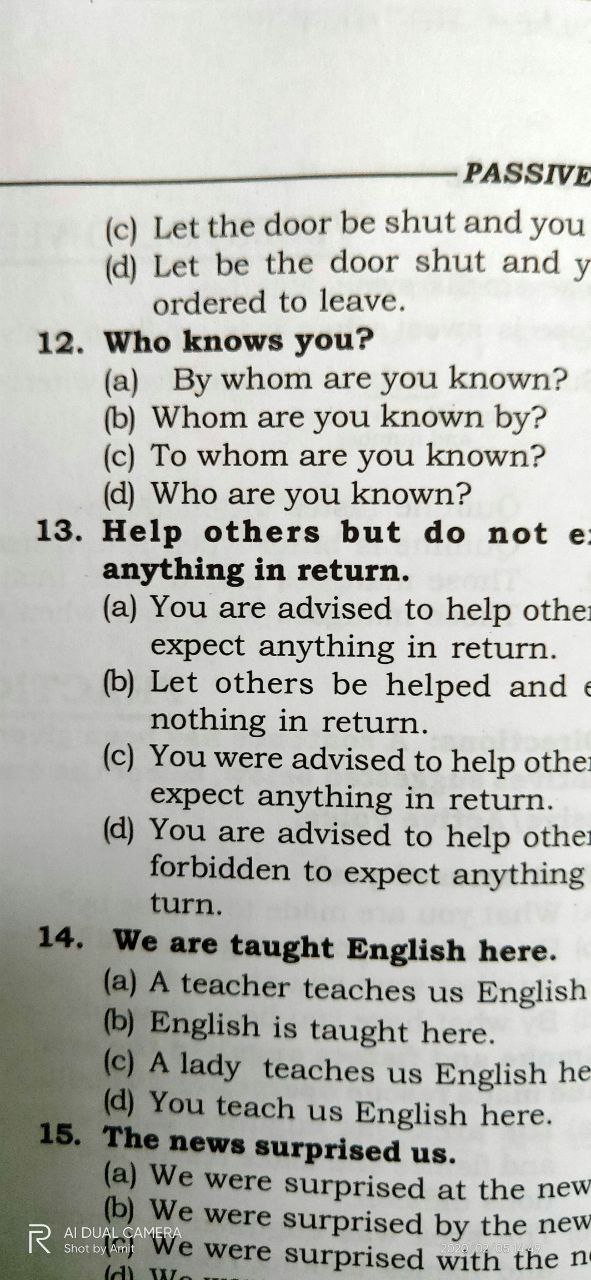 PASSIVE
(c) Let the door be shut and you
(d) Let be the door shut and
ordered to leave.
12. Who knows you?
(a) By whom are you known?
(b) Whom are you known by?
(c) To whom are you known?
(d) Who are you known?
13. Help others but do not
anything in return.
(a) You are advised to help
expect anything in return.
(b) Let others be helped and
nothing in return.
(c) You were advised to help
expect anything in return.
(d) You are advised to help
forbidden to expect anything
turn.
14. We are taught English here.
(a) A teacher teaches us English
(b) English is taught here.
(c) A lady teaches us English
(d) You teach us English here.
15. The news surprised us.
(a) We were surprised at the new
(b) We were surprised by the new
(c) We were surprised with the
(d) We
AI DUAL CAMERA
Shot by Amit
2020/02/05 14:49